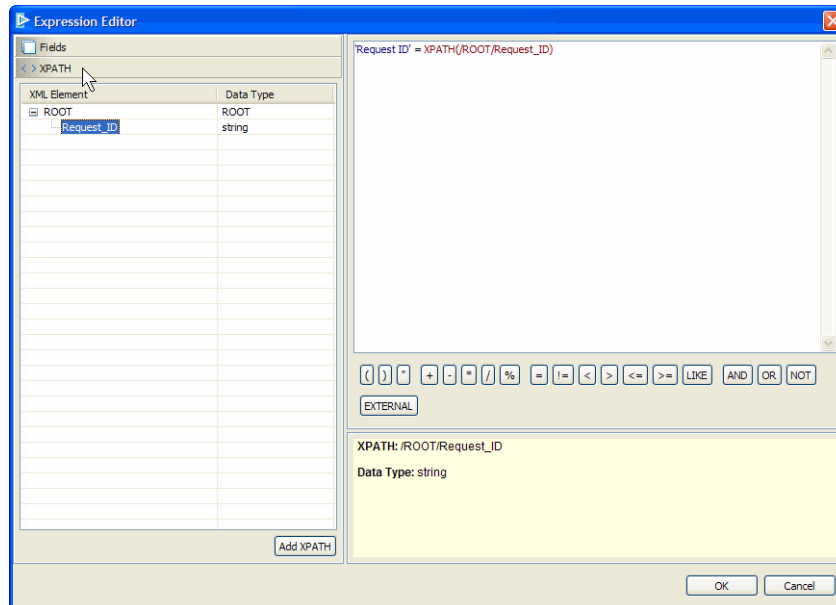 Expression Editor
Fields
< > XPATH
XML Element Data Type
ROOT ROOT
Request_ID string
Add XPATH
'Request ID' = XPATH(/ROOT/Request_ID)
( ) " + - * / % = != < > <= >= LIKE AND OR NOT
EXTERNAL
XPATH: /ROOT/Request_ID
Data Type: string
OK Cancel